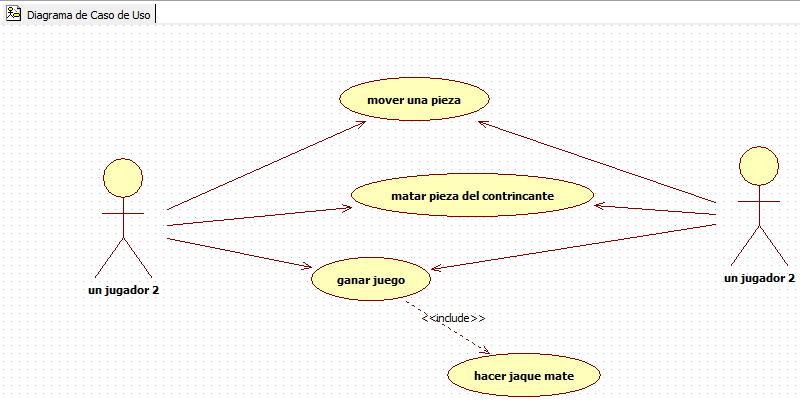 Diagrama de Caso de Uso
mover una pieza
matar pieza del contrincante
un jugador 2
un jugador 2
ganar juego
<<include>>
hacer jaque mate